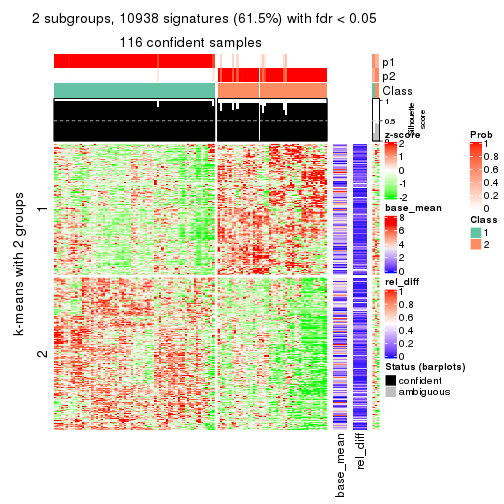 2 subgroups, 10938 signatures (61.5%) with fdr < 0.05
116 confident samples
p1
p2
Class
1
0.5
0
Silhouette
score
k-means with 2 groups
1
2
base_mean
rel_diff
z-score
2
1
0
-1
-2
base_mean
8
6
4
2
0
rel_diff
1
0.8
0.6
0.4
0.2
0
Status (barplots)
confident
ambiguous
Prob
1
0.8
0.6
0.4
0.2
0
Class
1
2